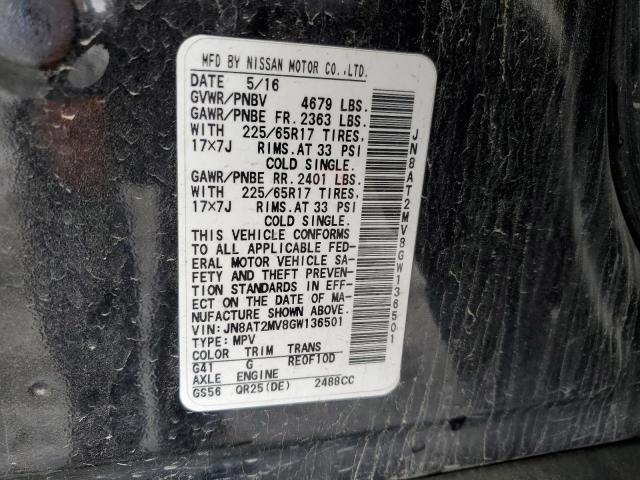 MFD BY NISSAN MOTOR CO.,LTD.
DATE 5/16
GVWR/PNBV 4679 LBS.
GAWR/PNBE FR. 2363 LBS.
WITH 225/65R17 TIRES,
17×7J RIMS.AT 33 PSI
COLD SINGLE.
GAWR/PNBE RR. 2401 LBS.
WITH 225/65R17 TIRES,
17×7J RIMS.AT 33 PSI
COLD SINGLE.
THIS VEHICLE CONFORMS
TO ALL APPLICABLE FED-
ERAL MOTOR VEHICLE SA-
FETY AND THEFT PREVEN-
TION STANDARDS IN EFF-
ECT ON THE DATE OF MA-
NUFACTURE SHOWN ABOVE.
VIN: JN8AT2MV8GW136501
TYPE: MPV
COLOR TRIM TRANS
G41 G RE0F10D
AXLE ENGINE
GS56 QR25(DE) 2488CC
JN8AT2MV8GW136501